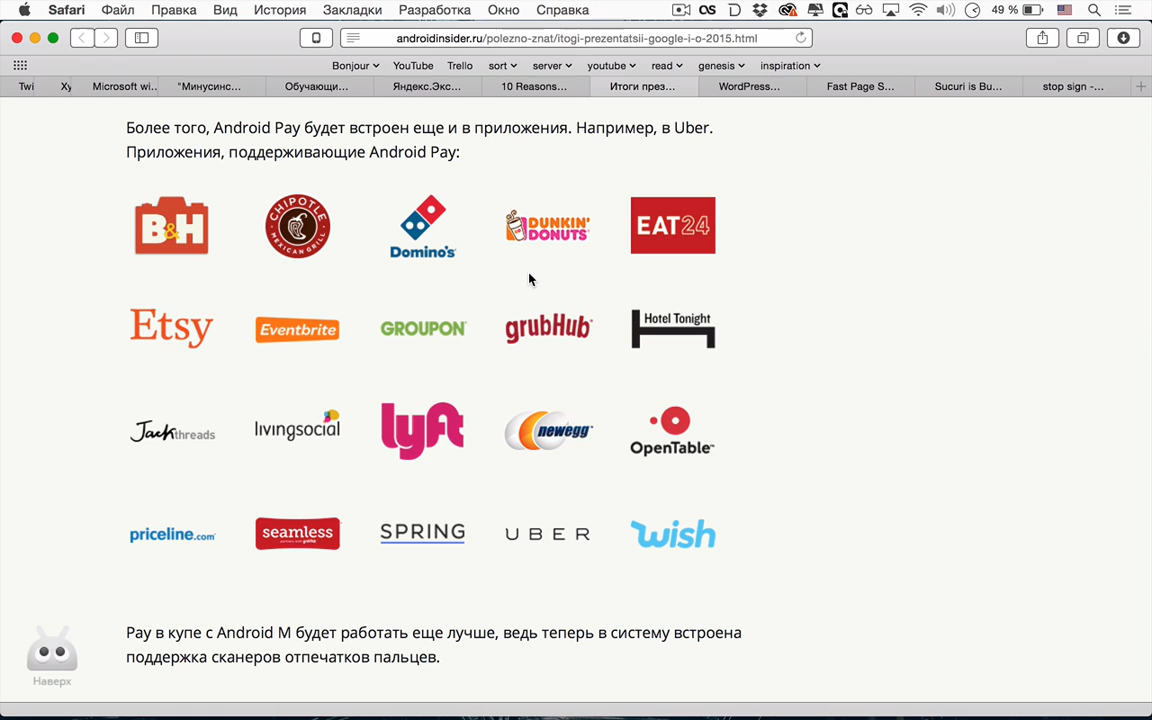 Safari Файл Правка Вид История Закладки Разработка Окно Справка 49 %
androidinsider.ru/polezno-znat/itogi-prezentatsii-google-i-o-2015.html
Bonjour YouTube Trello sort server youtube read genesis inspiration
Twi Ху Microsoft wi... "Минусинс... Обучающи... Яндекс.Экс... 10 Reasons... Итоги през... WordPress... Fast Page S... Sucuri is Bu... stop sign -...
Более того, Android Pay будет встроен еще и в приложения. Например, в Uber.
Приложения, поддерживающие Android Pay:
B&H CHIPOTLE MEXICAN GRILL Domino's DUNKIN' DONUTS EAT24
Etsy Eventbrite GROUPON grubHub Hotel Tonight
Jackthreads livingsocial lyft newegg OpenTable
priceline.com seamless SPRING UBER wish
Pay в купе с Android M будет работать еще лучше, ведь теперь в систему встроена
поддержка сканеров отпечатков пальцев.
Наверх